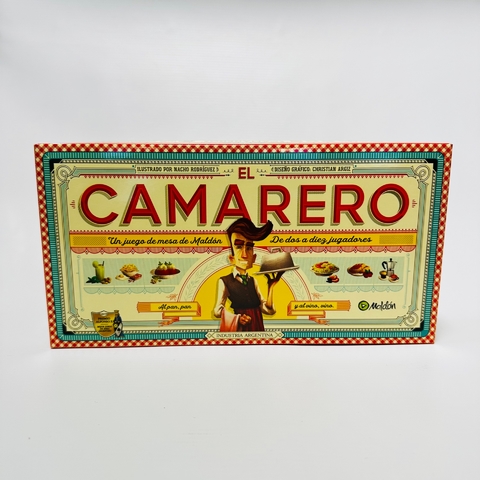 ILUSTRADO POR NACHO RODRÍGUEZ
DISEÑO GRÁFICO: CHRISTIAN ARGIZ
EL
CAMARERO
Un juego de mesa de Maldón
De dos a diez jugadores
Al pan, pan
y al vino, vino.
Maldón
INDUSTRIA ARGENTINA